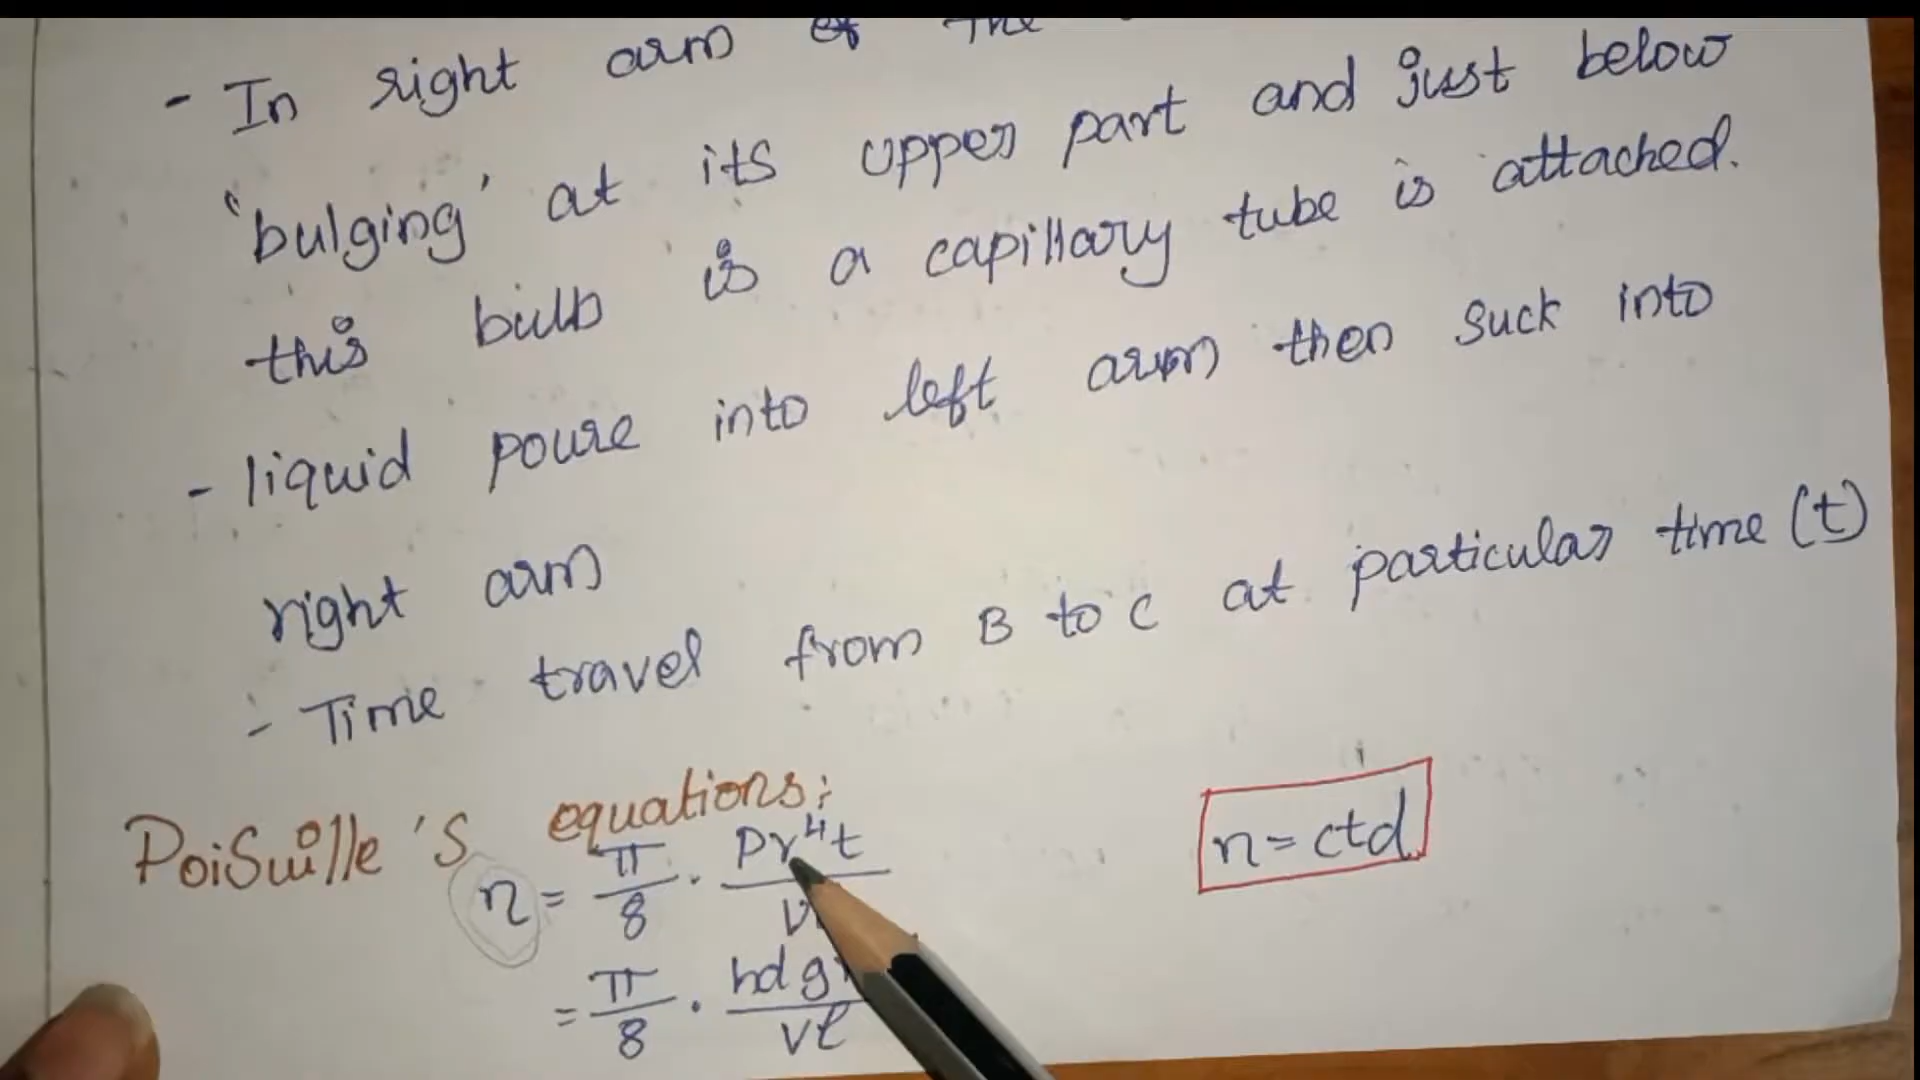 - In right arm of the
'bulging' at its upper part and just below
this bulb is a capillary tube is attached.
- liquid poure into left arm then suck into
right arm
- Time travel from B to C at particular time (t)
Poisuille's equations:
η = π/8 · Pr⁴t / V
= π/8 · hdg / Vl
η = ctd